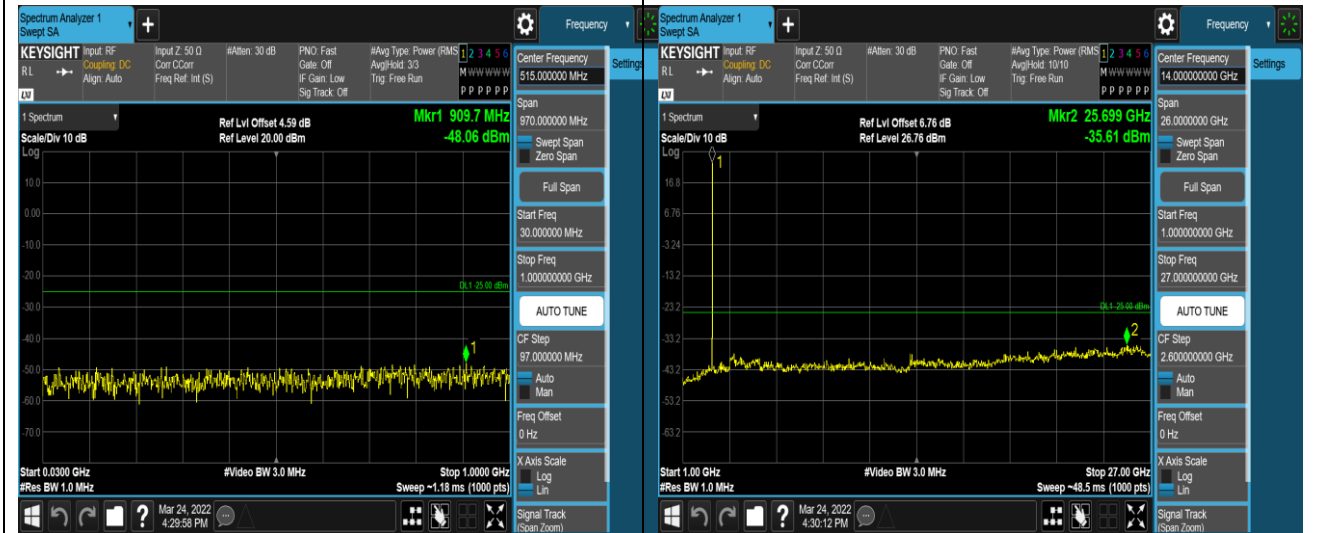 Spectrum Analyzer 1
Swept SA
+
Frequency
KEYSIGHT
RL
LXI
Input: RF
Coupling: DC
Align: Auto
Input Z: 50 Ω
Corr CCorr
Freq Ref: Int (S)
#Atten: 30 dB
PNO: Fast
Gate: Off
IF Gain: Low
Sig Track: Off
#Avg Type: Power (RMS
Avg|Hold: 3/3
Trig: Free Run
1 2 3 4 5 6
M W W W W W
P P P P P P
1 Spectrum
Scale/Div 10 dB
Log
Ref Lvl Offset 4.59 dB
Ref Level 20.00 dBm
Mkr1 909.7 MHz
-48.06 dBm
10.0
0.00
-10.0
-20.0
-30.0
-40.0
-50.0
-60.0
-70.0
DL1 -25.00 dBm
1
Start 0.0300 GHz
#Res BW 1.0 MHz
#Video BW 3.0 MHz
Stop 1.0000 GHz
Sweep ~1.18 ms (1000 pts)
Mar 24, 2022
4:29:58 PM
Center Frequency
515.000000 MHz
Span
970.000000 MHz
Swept Span
Zero Span
Full Span
Start Freq
30.000000 MHz
Stop Freq
1.000000000 GHz
AUTO TUNE
CF Step
97.000000 MHz
Auto
Man
Freq Offset
0 Hz
X Axis Scale
Log
Lin
Signal Track
(Span Zoom)
Settings
Spectrum Analyzer 1
Swept SA
+
Frequency
KEYSIGHT
RL
LXI
Input: RF
Coupling: DC
Align: Auto
Input Z: 50 Ω
Corr CCorr
Freq Ref: Int (S)
#Atten: 30 dB
PNO: Fast
Gate: Off
IF Gain: Low
Sig Track: Off
#Avg Type: Power (RMS
Avg|Hold: 10/10
Trig: Free Run
1 2 3 4 5 6
M W W W W W
P P P P P P
1 Spectrum
Scale/Div 10 dB
Log
Ref Lvl Offset 6.76 dB
Ref Level 26.76 dBm
Mkr2 25.699 GHz
-35.61 dBm
16.8
6.76
-3.24
-13.2
-23.2
-33.2
-43.2
-53.2
-63.2
1
DL1 -25.00 dBm
2
Start 1.00 GHz
#Res BW 1.0 MHz
#Video BW 3.0 MHz
Stop 27.00 GHz
Sweep ~48.5 ms (1000 pts)
Mar 24, 2022
4:30:12 PM
Center Frequency
14.000000000 GHz
Span
26.0000000 GHz
Swept Span
Zero Span
Full Span
Start Freq
1.000000000 GHz
Stop Freq
27.000000000 GHz
AUTO TUNE
CF Step
2.600000000 GHz
Auto
Man
Freq Offset
0 Hz
X Axis Scale
Log
Lin
Signal Track
(Span Zoom)
Settings